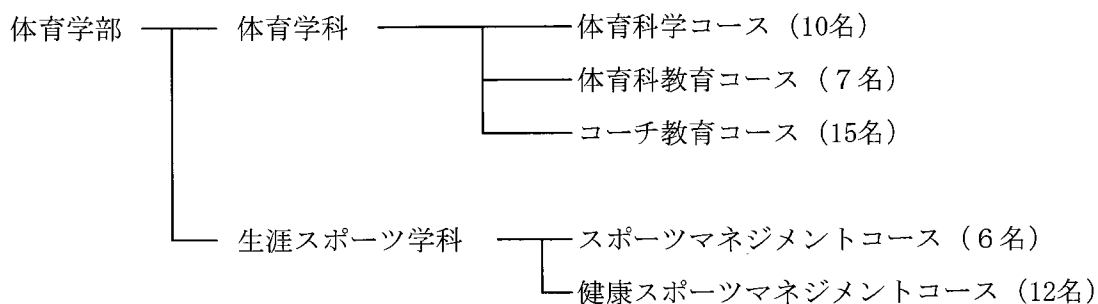 体育学部 体育学科 体育科学コース (10名)
体育科教育コース (7名)
コーチ教育コース (15名)
生涯スポーツ学科 スポーツマネジメントコース (6名)
健康スポーツマネジメントコース (12名)